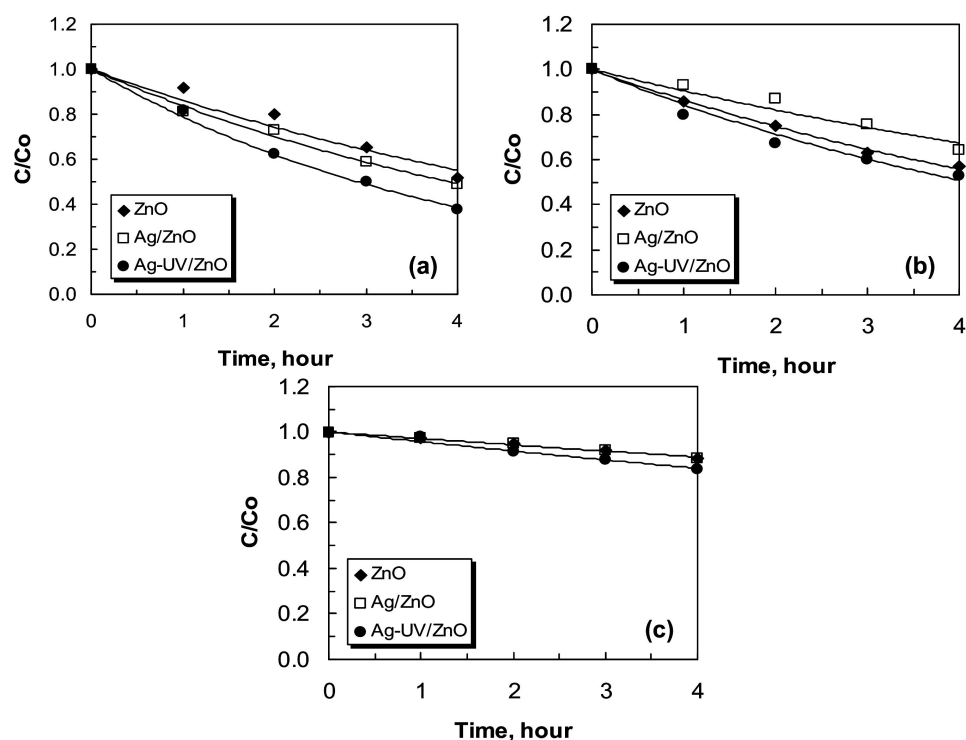 1.2
1.0
0.8
0.6
0.4
0.2
0.0
C/Co
ZnO
Ag/ZnO
Ag-UV/ZnO
(a)
0 1 2 3 4
Time, hour
1.2
1.0
0.8
0.6
0.4
0.2
0.0
C/Co
ZnO
Ag/ZnO
Ag-UV/ZnO
(b)
0 1 2 3 4
Time, hour
1.2
1.0
0.8
0.6
0.4
0.2
0.0
C/Co
ZnO
Ag/ZnO
Ag-UV/ZnO
(c)
0 1 2 3 4
Time, hour